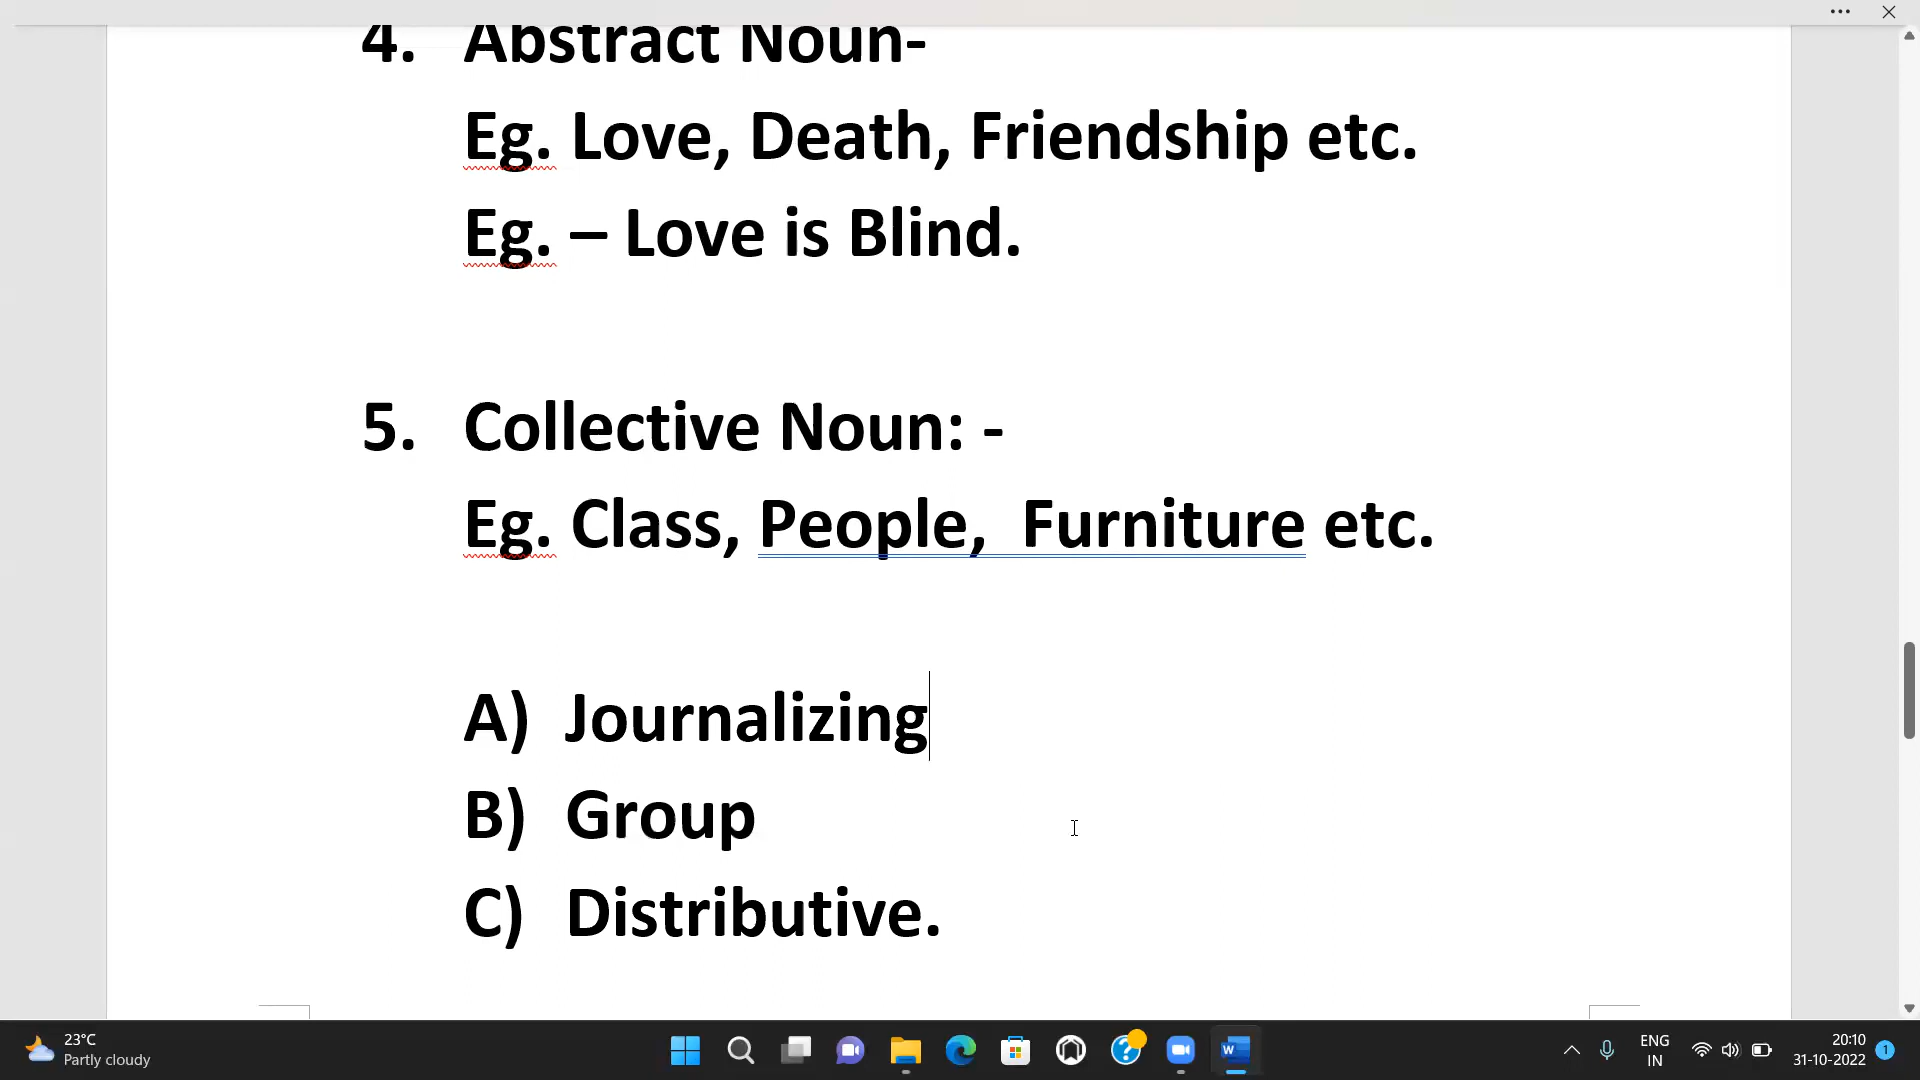 4. Abstract Noun-
Eg. Love, Death, Friendship etc.
Eg. – Love is Blind.
5. Collective Noun: -
Eg. Class, People,  Furniture etc.
A) Journalizing
B) Group
C) Distributive.
23°C
Partly cloudy
ENG
IN
20:10
31-10-2022
1